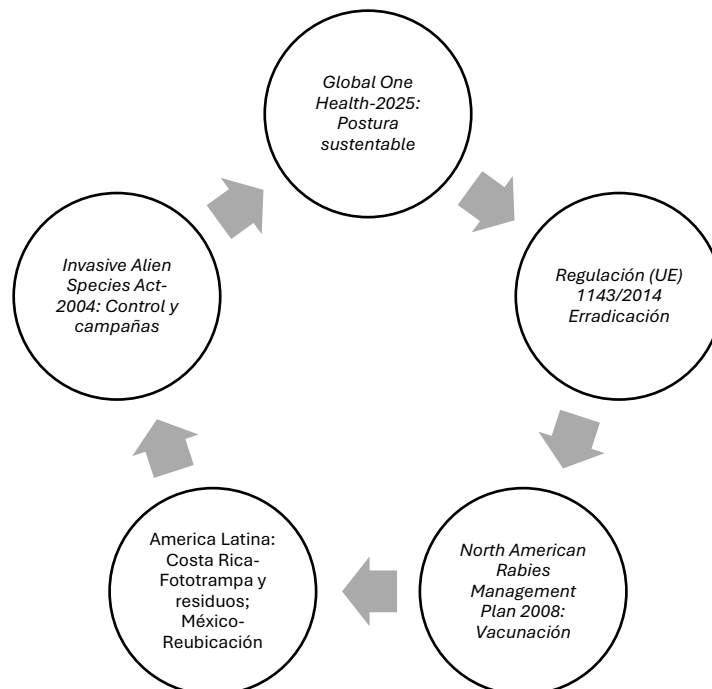 Global One
Health-2025:
Postura
sustentable
Regulación (UE)
1143/2014
Erradicación
North American
Rabies
Management
Plan 2008:
Vacunación
America Latina:
Costa Rica-
Fototrampa y
residuos;
México-
Reubicación
Invasive Alien
Species Act-
2004: Control y
campañas